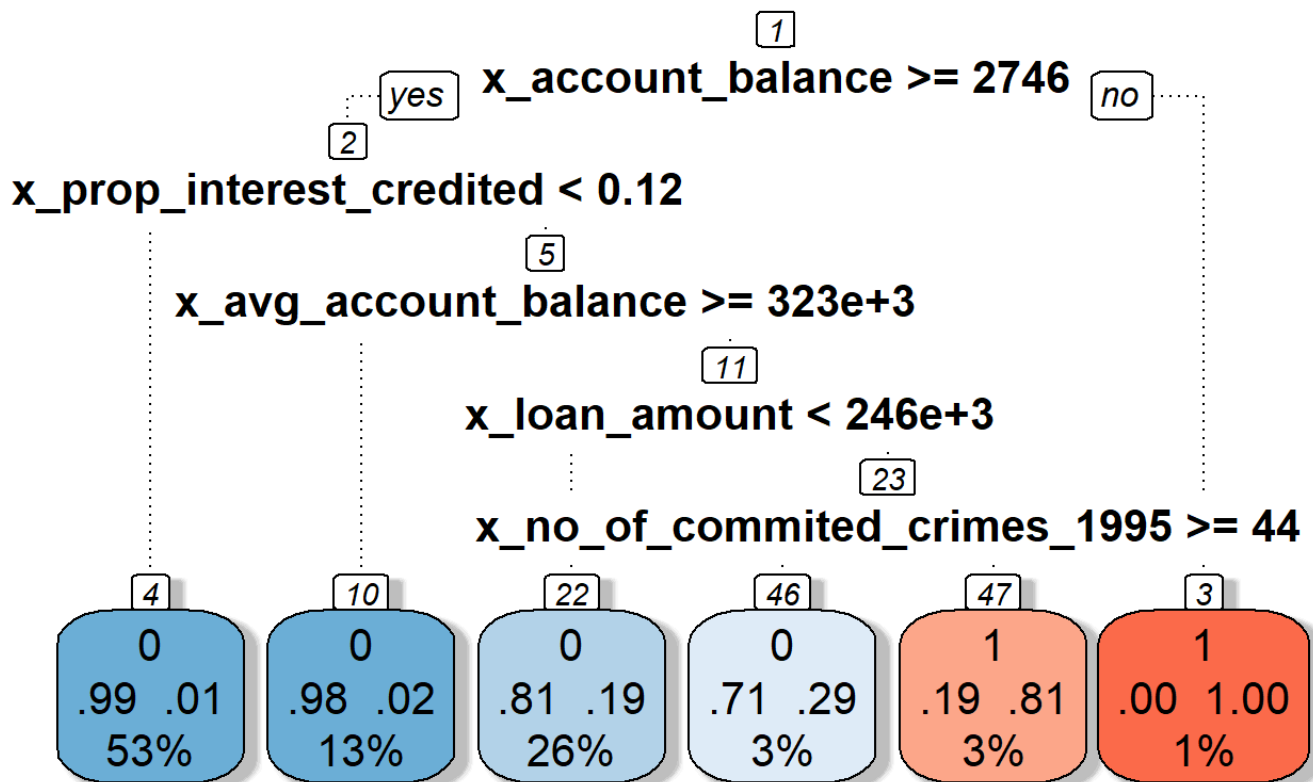 1
x_account_balance >= 2746
yes
no
2
x_prop_interest_credited < 0.12
5
x_avg_account_balance >= 323e+3
11
x_loan_amount < 246e+3
23
x_no_of_commited_crimes_1995 >= 44
4 10 22 46 47 3
0 0 0 0 1 1
.99 .01 .98 .02 .81 .19 .71 .29 .19 .81 .00 1.00
53% 13% 26% 3% 3% 1%